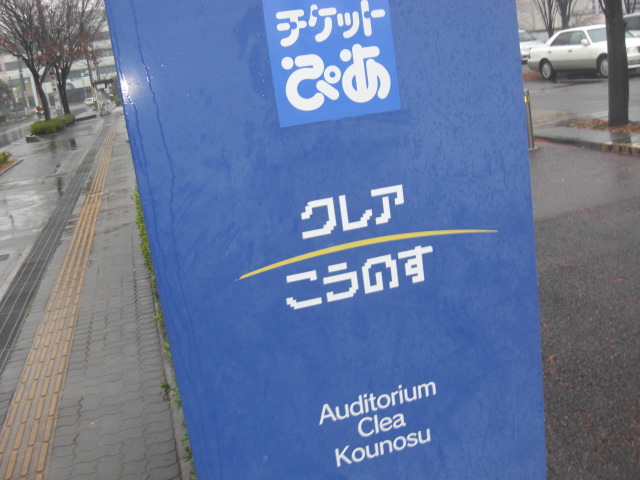 チケット
ぴあ
クレア
こうのす
Auditorium
Clea
Kounosu